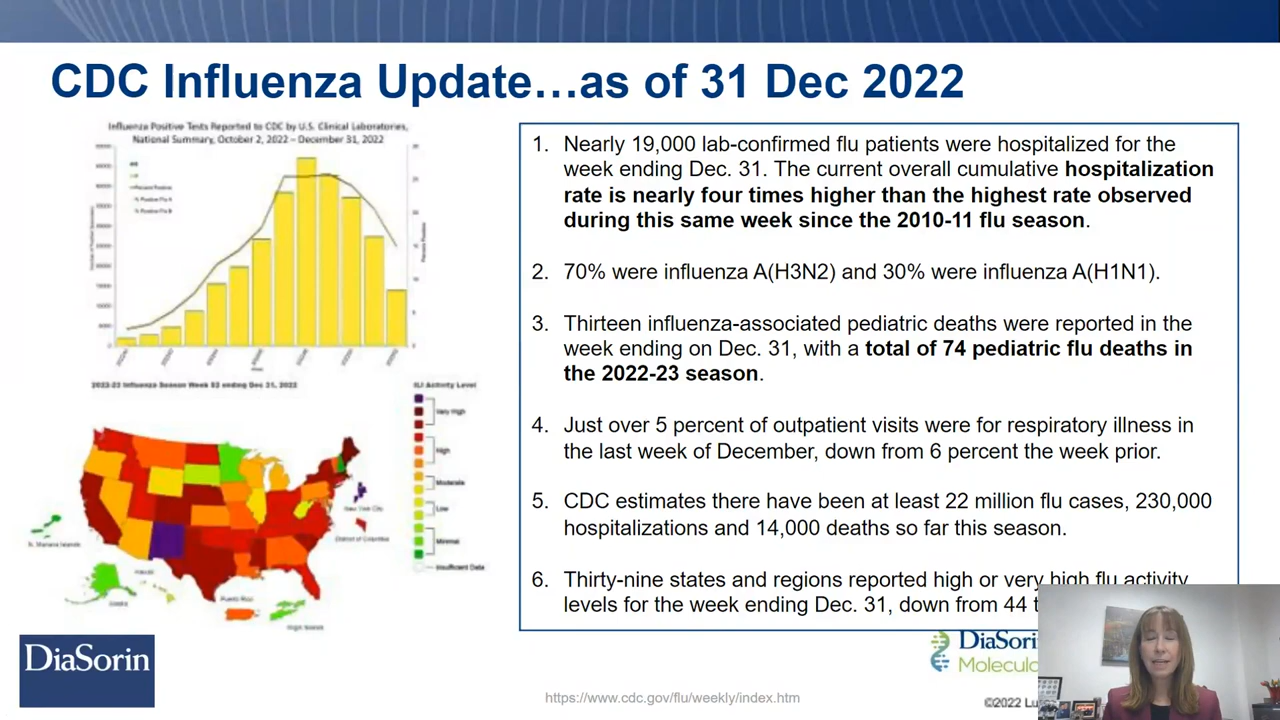 CDC Influenza Update…as of 31 Dec 2022
Influenza Positive Tests Reported to CDC by U.S. Clinical Laboratories,
National Summary, October 2, 2022 – December 31, 2022
Percent Positive
% Positive Flu A
% Positive Flu B
2022-23 Influenza Season Week 52 ending Dec 31, 2022
ILI Activity Level
Very High
High
Moderate
Low
Minimal
Insufficient Data
New York City
District of Columbia
N. Mariana Islands
Hawaii
Alaska
Puerto Rico
Virgin Islands
1. Nearly 19,000 lab-confirmed flu patients were hospitalized for the
week ending Dec. 31. The current overall cumulative hospitalization
rate is nearly four times higher than the highest rate observed
during this same week since the 2010-11 flu season.
2. 70% were influenza A(H3N2) and 30% were influenza A(H1N1).
3. Thirteen influenza-associated pediatric deaths were reported in the
week ending on Dec. 31, with a total of 74 pediatric flu deaths in
the 2022-23 season.
4. Just over 5 percent of outpatient visits were for respiratory illness in
the last week of December, down from 6 percent the week prior.
5. CDC estimates there have been at least 22 million flu cases, 230,000
hospitalizations and 14,000 deaths so far this season.
6. Thirty-nine states and regions reported high or very high flu activity
levels for the week ending Dec. 31, down from 44
DiaSorin
https://www.cdc.gov/flu/weekly/index.htm
©2022